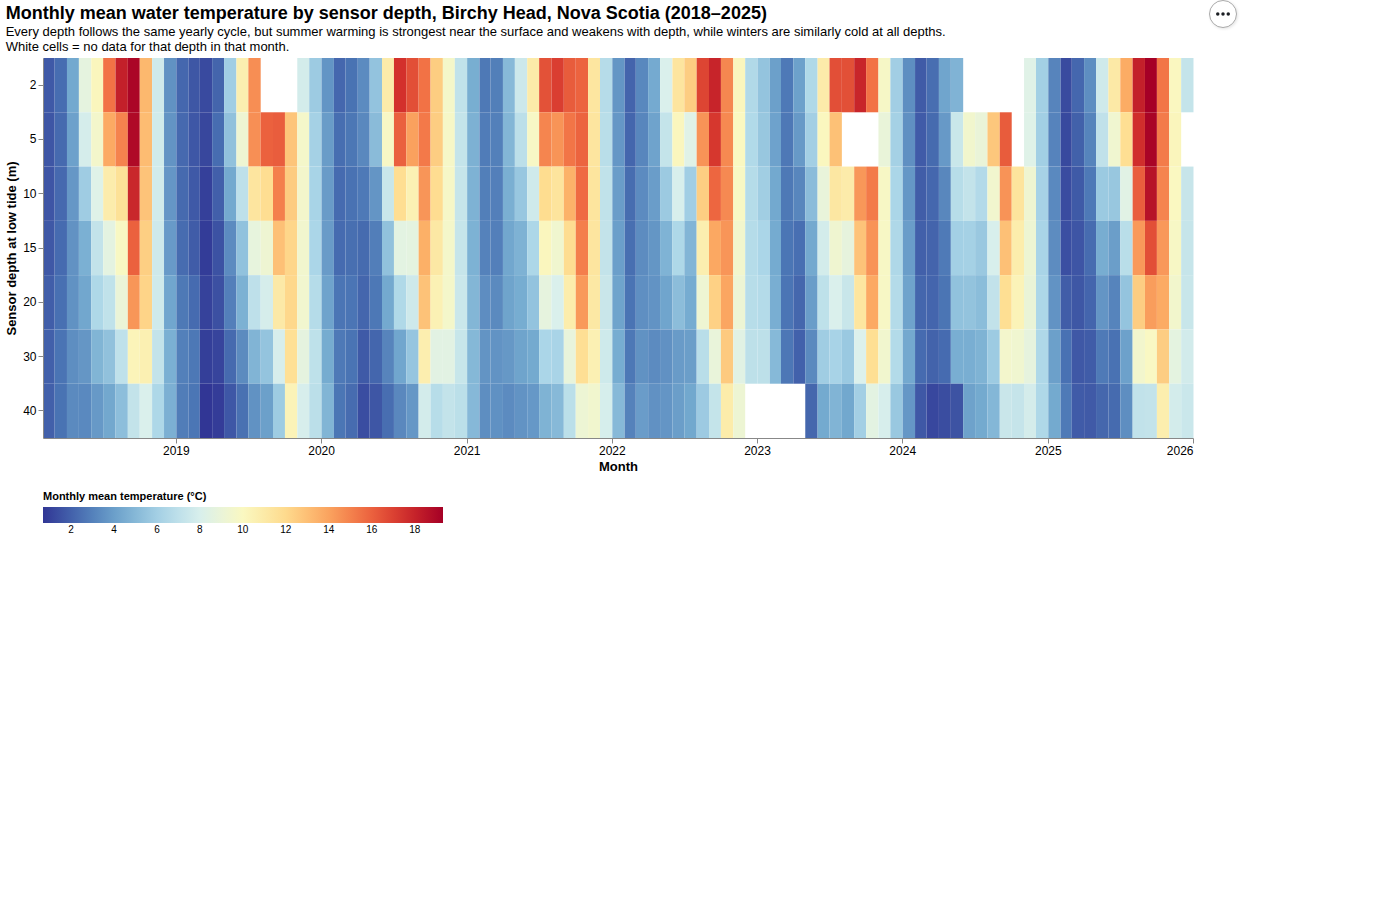 Monthly mean water temperature by sensor depth, Birchy Head, Nova Scotia (2018–2025)
Every depth follows the same yearly cycle, but summer warming is strongest near the surface and weakens with depth, while winters are similarly cold at all depths.
White cells = no data for that depth in that month.
Sensor depth at low tide (m)
2
5
10
15
20
30
40
2019 2020 2021 2022 2023 2024 2025 2026
Month
Monthly mean temperature (°C)
2 4 6 8 10 12 14 16 18